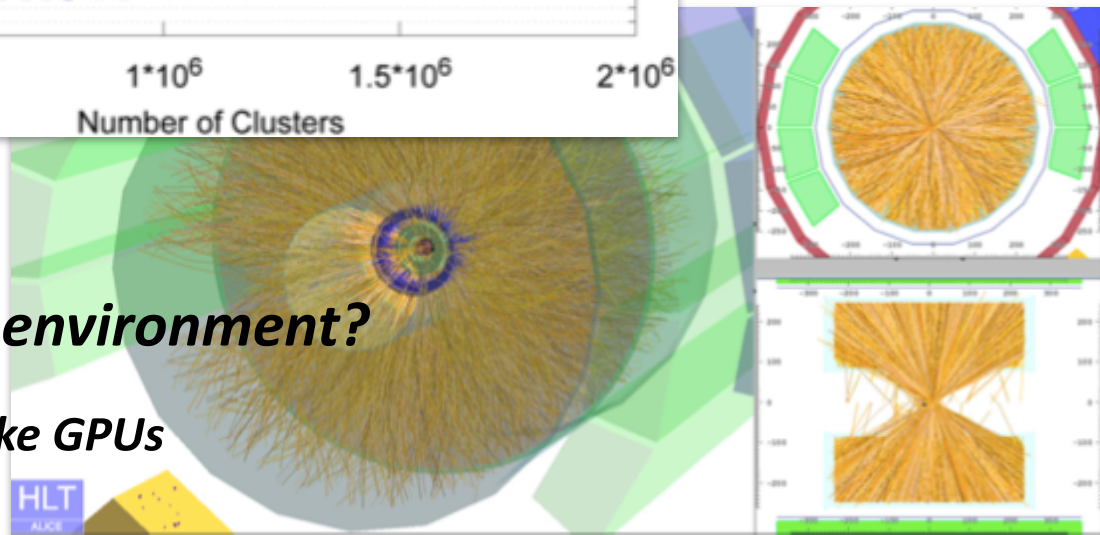 1*10⁶ 1.5*10⁶ 2*10⁶
Number of Clusters
environment?
ke GPUs
HLT
ALICE